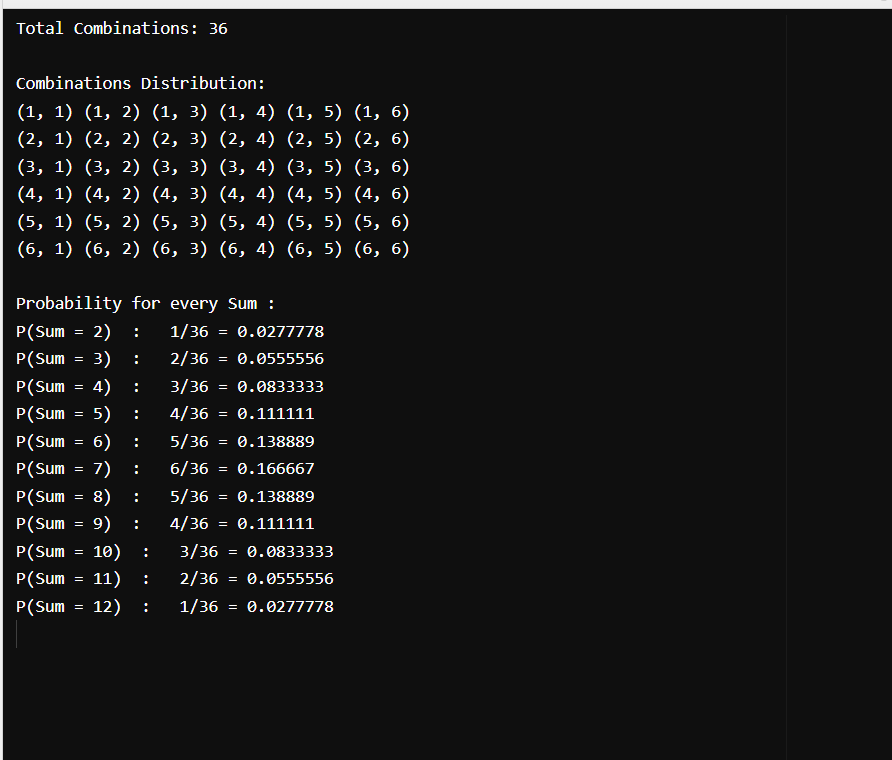 Total Combinations: 36
Combinations Distribution:
(1, 1) (1, 2) (1, 3) (1, 4) (1, 5) (1, 6)
(2, 1) (2, 2) (2, 3) (2, 4) (2, 5) (2, 6)
(3, 1) (3, 2) (3, 3) (3, 4) (3, 5) (3, 6)
(4, 1) (4, 2) (4, 3) (4, 4) (4, 5) (4, 6)
(5, 1) (5, 2) (5, 3) (5, 4) (5, 5) (5, 6)
(6, 1) (6, 2) (6, 3) (6, 4) (6, 5) (6, 6)
Probability for every Sum :
P(Sum = 2)  :   1/36 = 0.0277778
P(Sum = 3)  :   2/36 = 0.0555556
P(Sum = 4)  :   3/36 = 0.0833333
P(Sum = 5)  :   4/36 = 0.111111
P(Sum = 6)  :   5/36 = 0.138889
P(Sum = 7)  :   6/36 = 0.166667
P(Sum = 8)  :   5/36 = 0.138889
P(Sum = 9)  :   4/36 = 0.111111
P(Sum = 10)  :   3/36 = 0.0833333
P(Sum = 11)  :   2/36 = 0.0555556
P(Sum = 12)  :   1/36 = 0.0277778